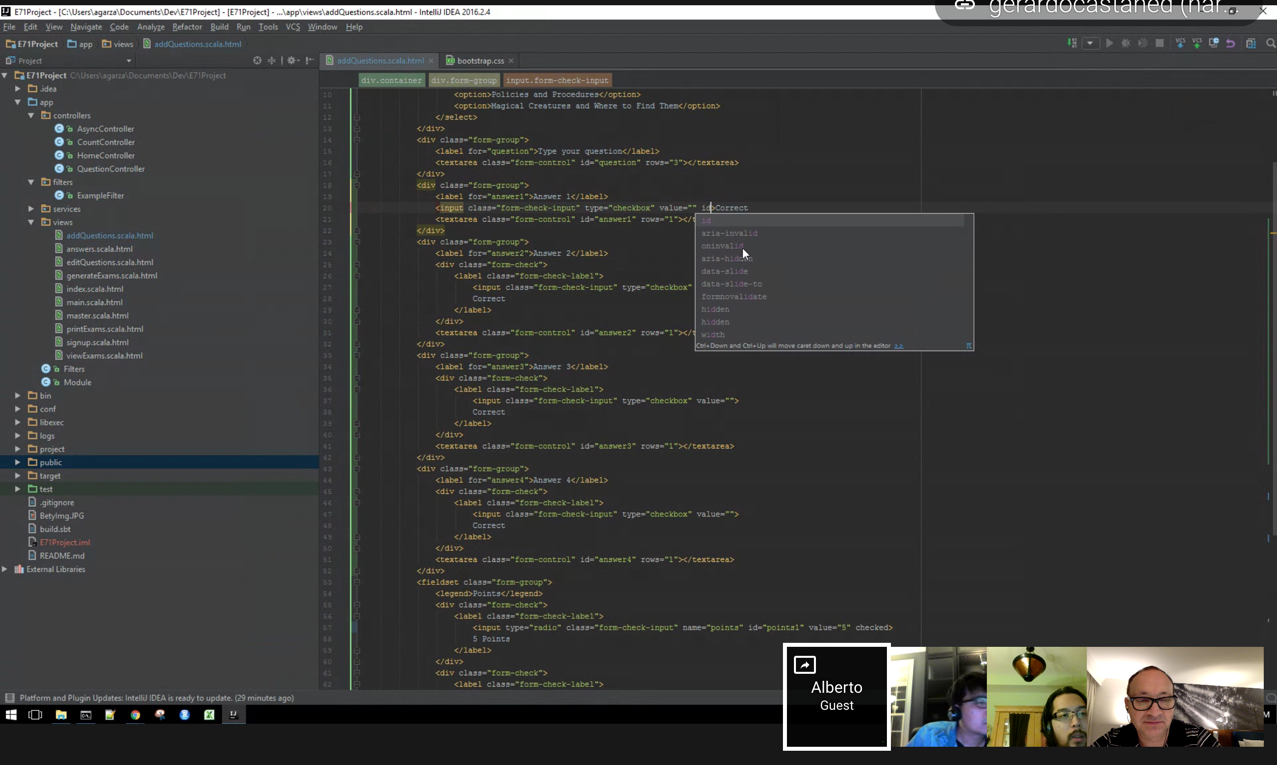 E71Project - [C:\Users\agarza\Documents\Dev\E71Project] - [E71Project] - ...\app\views\addQuestions.scala.html] - IntelliJ IDEA 2016.2.4
gerardocastaned (har
File Edit View Navigate Code Analyze Refactor Build Run Tools VCS Window Help
E71Project app views addQuestions.scala.html
Project
addQuestions.scala.html bootstrap.css
E71Project C:\Users\agarza\Documents\Dev\E71Project
.idea
app
controllers
AsyncController
CountController
HomeController
QuestionController
filters
ExampleFilter
services
views
addQuestions.scala.html
answers.scala.html
editQuestions.scala.html
generateExams.scala.html
index.scala.html
main.scala.html
master.scala.html
printExams.scala.html
signup.scala.html
viewExams.scala.html
Filters
Module
bin
conf
libexec
logs
project
public
target
test
.gitignore
BetyImg.JPG
build.sbt
E71Project.iml
README.md
External Libraries
div.container div.form-group input.form-check-input
10 <option>Policies and Procedures</option>
11 <option>Magical Creatures and Where to Find Them</option>
12 </select>
13 </div>
14 <div class="form-group">
15 <label for="question">Type your question</label>
16 <textarea class="form-control" id="question" rows="3"></textarea>
17 </div>
18 <div class="form-group">
19 <label for="answer1">Answer 1</label>
20 <input class="form-check-input" type="checkbox" value="" id>Correct
21 <textarea class="form-control" id="answer1" rows="1"></t
22 </div>
23 <div class="form-group">
24 <label for="answer2">Answer 2</label>
25 <div class="form-check">
26 <label class="form-check-label">
27 <input class="form-check-input" type="checkbox"
28 Correct
29 </label>
30 </div>
31 <textarea class="form-control" id="answer2" rows="1"></t
32 </div>
33 <div class="form-group">
34 <label for="answer3">Answer 3</label>
35 <div class="form-check">
36 <label class="form-check-label">
37 <input class="form-check-input" type="checkbox" value="">
38 Correct
39 </label>
40 </div>
41 <textarea class="form-control" id="answer3" rows="1"></textarea>
42 </div>
43 <div class="form-group">
44 <label for="answer4">Answer 4</label>
45 <div class="form-check">
46 <label class="form-check-label">
47 <input class="form-check-input" type="checkbox" value="">
48 Correct
49 </label>
50 </div>
51 <textarea class="form-control" id="answer4" rows="1"></textarea>
52 </div>
53 <fieldset class="form-group">
54 <legend>Points</legend>
55 <div class="form-check">
56 <label class="form-check-label">
57 <input type="radio" class="form-check-input" name="points" id="points1" value="5" checked>
58 5 Points
59 </label>
60 </div>
61 <div class="form-check">
62 <label class="form-check-label">
id
aria-invalid
oninvalid
aria-hidden
data-slide
data-slide-to
formnovalidate
hidden
hidden
width
Ctrl+Down and Ctrl+Up will move caret down and up in the editor >>
π
Platform and Plugin Updates: IntelliJ IDEA is ready to update. (29 minutes ago)
Alberto
Guest
M